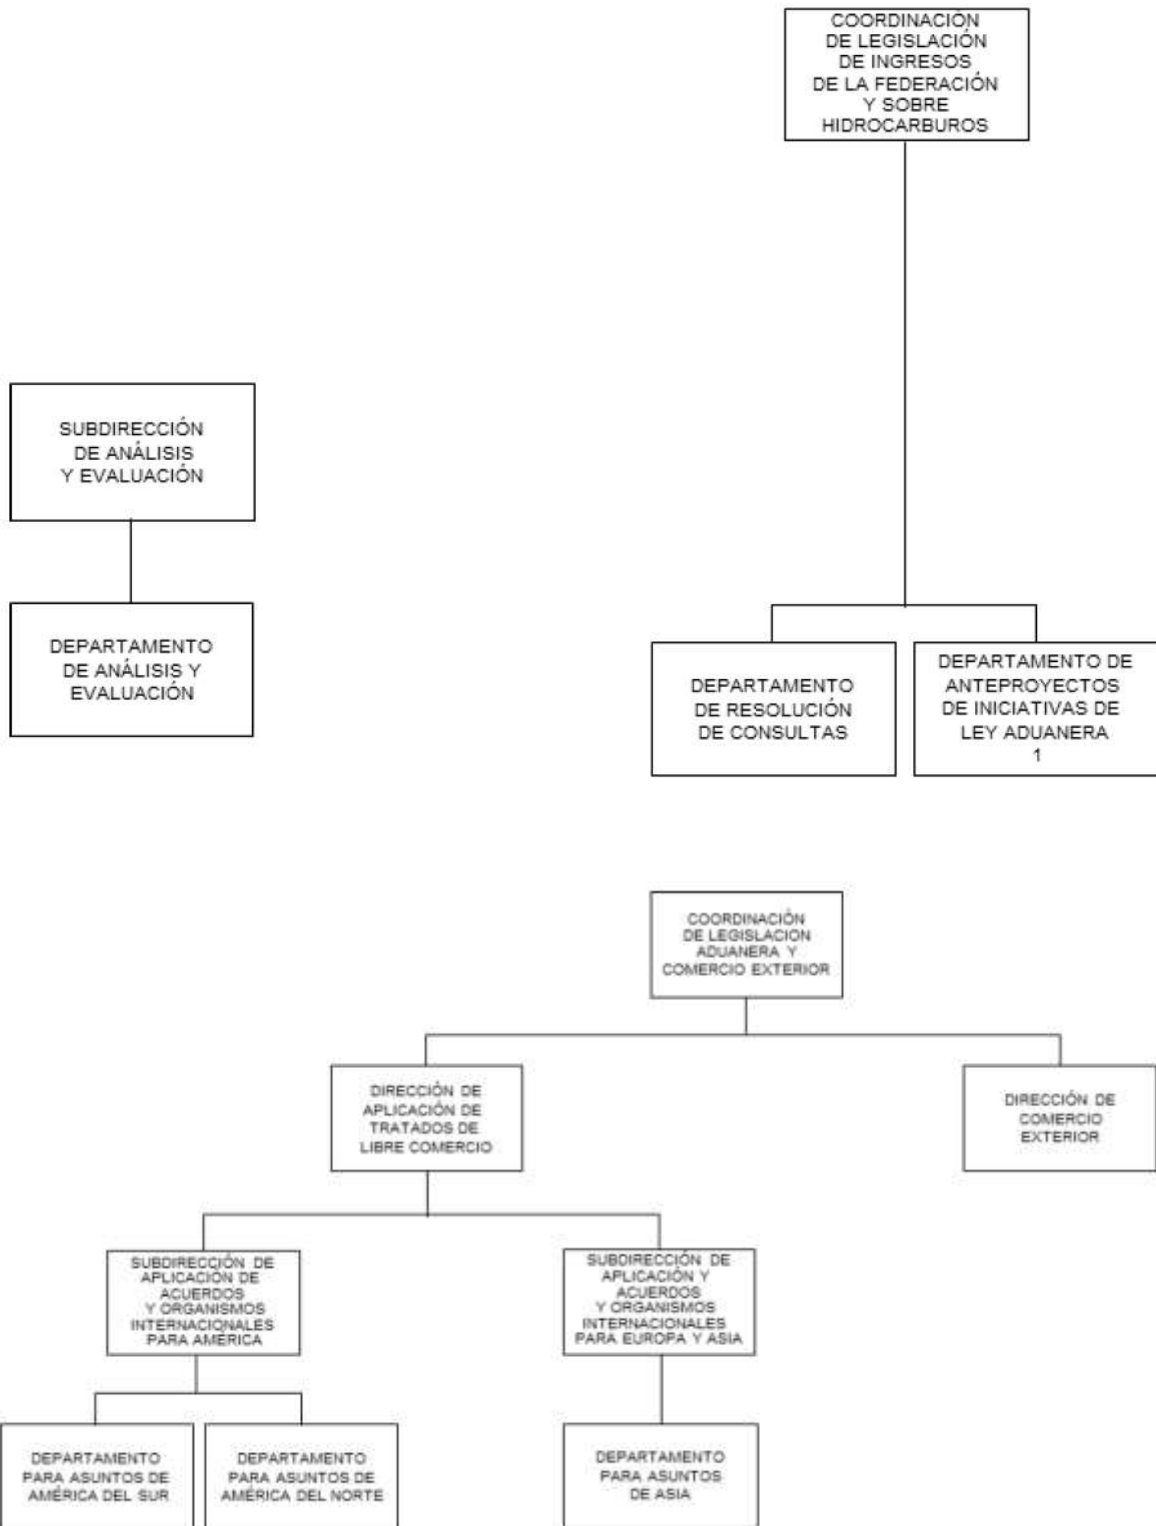 COORDINACIÓN
DE LEGISLACIÓN
DE INGRESOS
DE LA FEDERACIÓN
Y SOBRE
HIDROCARBUROS
SUBDIRECCIÓN
DE ANÁLISIS
Y EVALUACIÓN
DEPARTAMENTO
DE ANÁLISIS Y
EVALUACIÓN
DEPARTAMENTO
DE RESOLUCIÓN
DE CONSULTAS
DEPARTAMENTO DE
ANTEPROYECTOS
DE INICIATIVAS DE
LEY ADUANERA
1
COORDINACIÓN
DE LEGISLACION
ADUANERA Y
COMERCIO EXTERIOR
DIRECCIÓN DE
APLICACIÓN DE
TRATADOS DE
LIBRE COMERCIO
DIRECCIÓN DE
COMERCIO
EXTERIOR
SUBDIRECCIÓN DE
APLICACIÓN DE
ACUERDOS
Y ORGANISMOS
INTERNACIONALES
PARA AMÉRICA
SUBDIRECCIÓN DE
APLICACIÓN Y
ACUERDOS
Y ORGANISMOS
INTERNACIONALES
PARA EUROPA Y ASIA
DEPARTAMENTO
PARA ASUNTOS DE
AMÉRICA DEL SUR
DEPARTAMENTO
PARA ASUNTOS DE
AMÉRICA DEL NORTE
DEPARTAMENTO
PARA ASUNTOS
DE ASIA